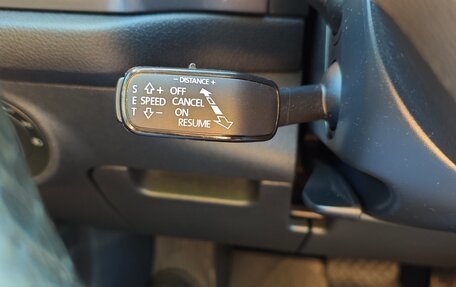 − DISTANCE +
S ⇧+ OFF
E SPEED CANCEL
T ⇩− ON
RESUME